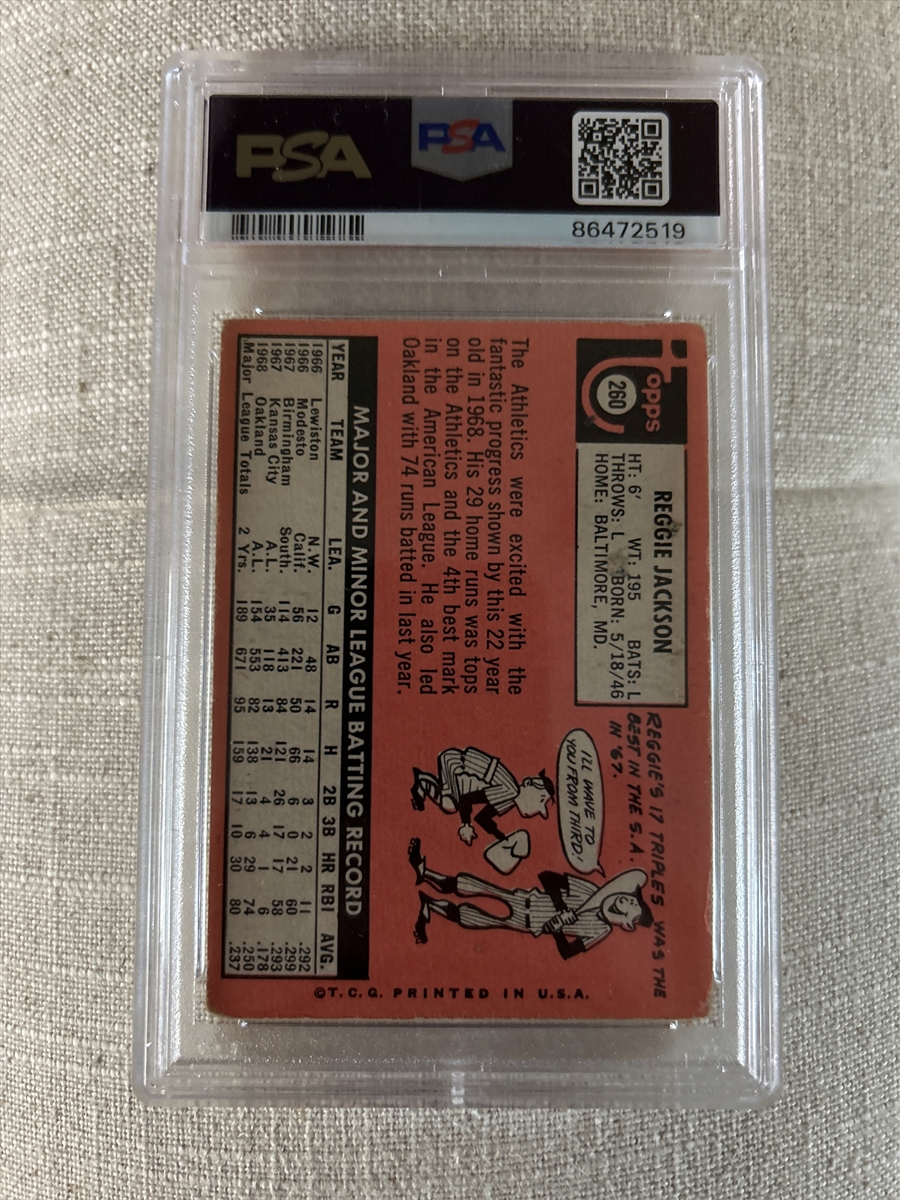 PSA
PSA
86472519
Topps
260
REGGIE JACKSON
HT: 6' WT: 195 BATS: L
THROWS: L BORN: 5/18/46
HOME: BALTIMORE, MD.
The Athletics were excited with the
fantastic progress shown by this 22 year
old in 1968. His 29 home runs was tops
on the Athletics and the 4th best mark
in the American League. He also led
Oakland with 74 runs batted in last year.
REGGIE'S 17 TRIPLES WAS THE
BEST IN THE S.A.
IN '67.
I'LL WAVE TO
YOU FROM THIRD!
MAJOR AND MINOR LEAGUE BATTING RECORD
YEAR TEAM LEA. G AB R H 2B 3B HR RBI AVG.
1966 Lewiston N.W. 12 48 14 14 3 2 2 11 .292
1966 Modesto Calif. 56 221 50 66 6 0 21 60 .299
1967 Birmingham South. 114 413 84 121 26 17 17 58 .293
1967 Kansas City A.L. 35 118 13 21 4 4 1 6 .178
1968 Oakland A.L. 154 553 82 138 13 6 29 74 .250
Major League Totals 2 Yrs. 189 671 95 159 17 10 30 80 .237
©T.C.G. PRINTED IN U.S.A.